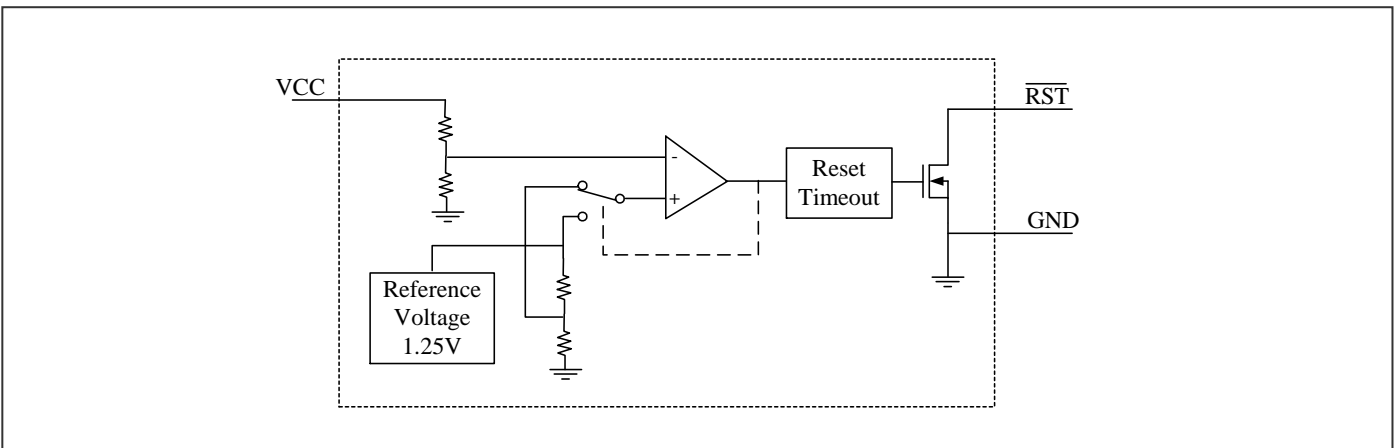 VCC
RST
-
+
Reset
Timeout
GND
Reference
Voltage
1.25V